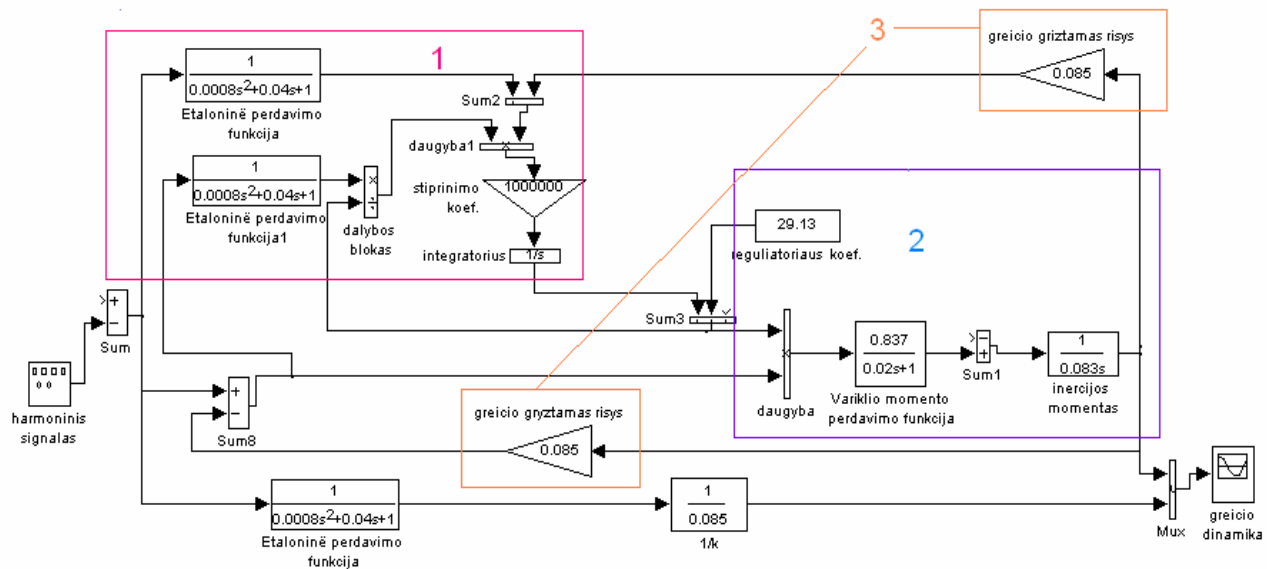 1
1
0.0008s²+0.04s+1
Etaloninė perdavimo
funkcija
Sum2
3
greicio griztamas risys
0.085
1
0.0008s²+0.04s+1
Etaloninė perdavimo
funkcija1
×
÷
dalybos
blokas
daugyba1
×
stiprinimo
koef.
1000000
integratorius
1/s
29.13
reguliatoriaus koef.
2
Sum3
+
−
Sum
harmoninis
signalas
+
−
Sum8
×
daugyba
0.837
0.02s+1
Variklio momento
perdavimo funkcija
−
+
Sum1
1
0.083s
inercijos
momentas
greicio gryztamas risys
0.085
1
0.0008s²+0.04s+1
Etaloninė perdavimo
funkcija
1
0.085
1/k
Mux
greicio
dinamika